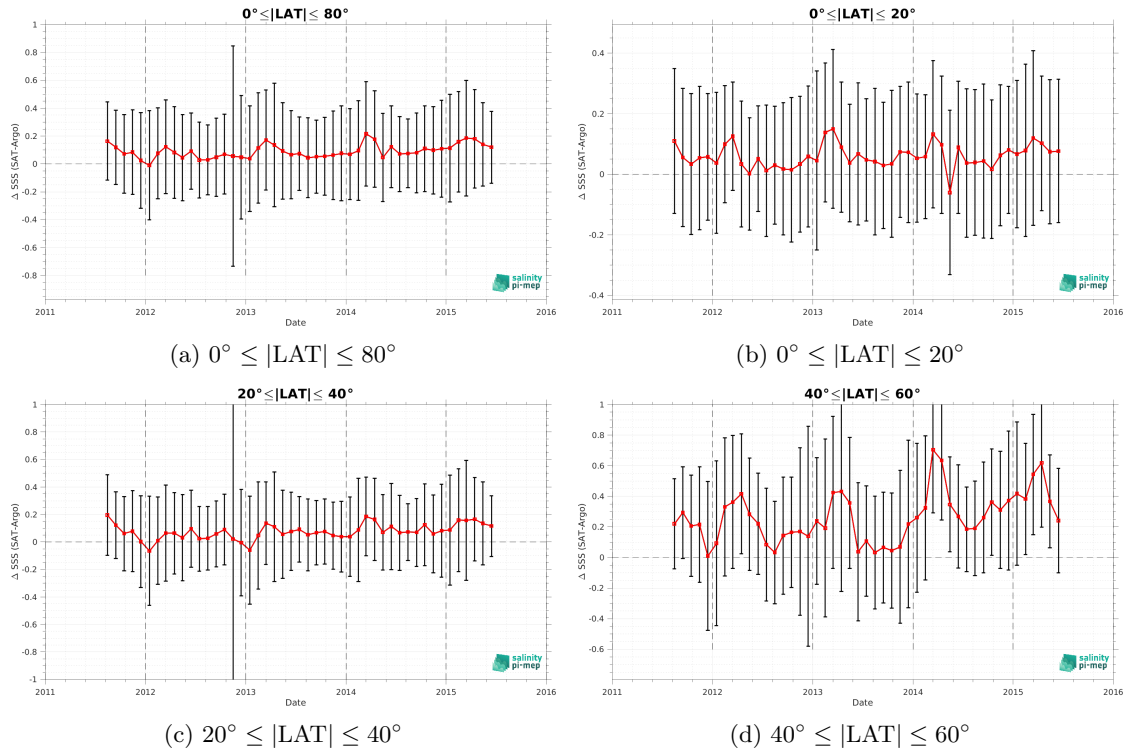 0°≤|LAT|≤ 80°
1
0.8
0.6
0.4
0.2
0
-0.2
-0.4
-0.6
-0.8
Δ SSS (SAT-Argo)
2011 2012 2013 2014 2015 2016
Date
salinity
pi-mep
(a) 0° ≤ |LAT| ≤ 80°
0°≤|LAT|≤ 20°
0.4
0.2
0
-0.2
-0.4
Δ SSS (SAT-Argo)
2011 2012 2013 2014 2015 2016
Date
salinity
pi-mep
(b) 0° ≤ |LAT| ≤ 20°
20°≤|LAT|≤ 40°
1
0.8
0.6
0.4
0.2
0
-0.2
-0.4
-0.6
-0.8
-1
Δ SSS (SAT-Argo)
2011 2012 2013 2014 2015 2016
Date
salinity
pi-mep
(c) 20° ≤ |LAT| ≤ 40°
40°≤|LAT|≤ 60°
1
0.8
0.6
0.4
0.2
0
-0.2
-0.4
-0.6
Δ SSS (SAT-Argo)
2011 2012 2013 2014 2015 2016
Date
salinity
pi-mep
(d) 40° ≤ |LAT| ≤ 60°